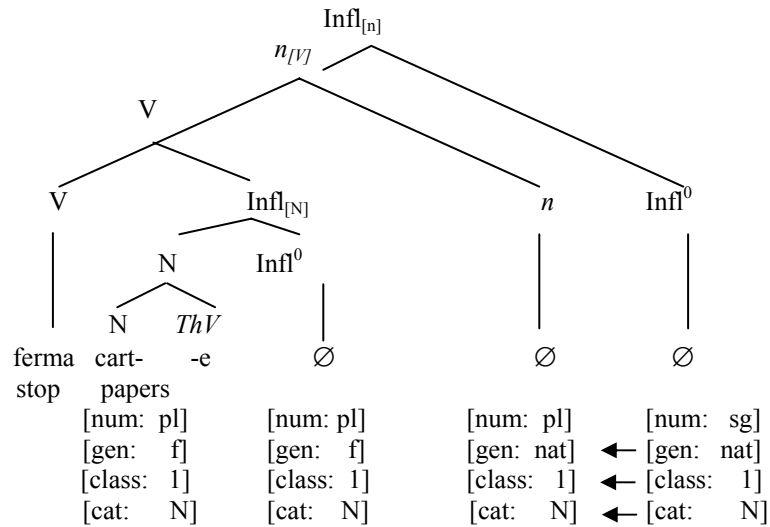 Infl[n]
n[V]
V
V Infl[N] n Infl0
N Infl0
N ThV
ferma cart- -e ∅ ∅ ∅
stop papers
[num: pl] [num: pl] [num: pl] [num: sg]
[gen: f] [gen: f] [gen: nat] ← [gen: nat]
[class: 1] [class: 1] [class: 1] ← [class: 1]
[cat: N] [cat: N] [cat: N] ← [cat: N]